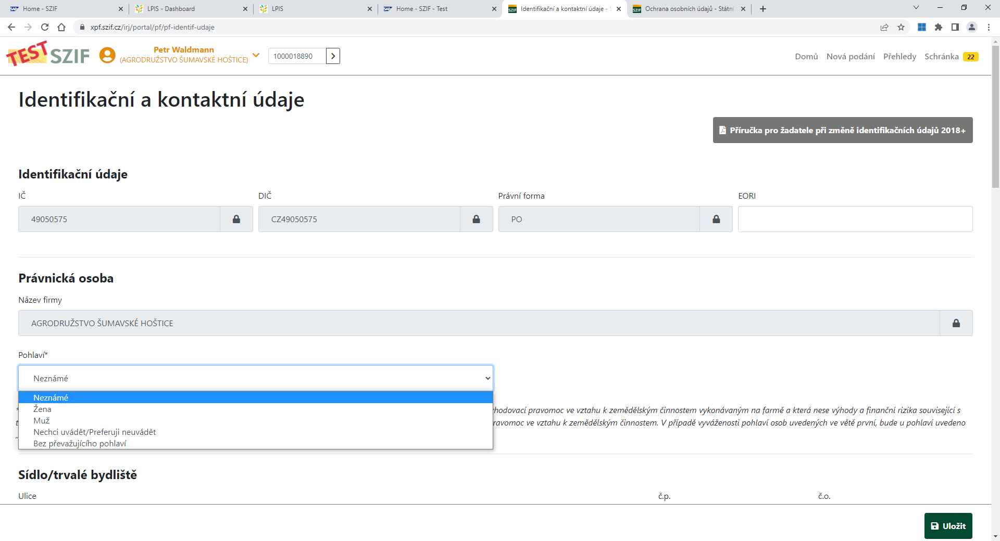 Home - SZIF
LPIS - Dashboard
LPIS
Home - SZIF - Test
Identifikační a kontaktní údaje -
Ochrana osobních údajů - Státní
xpf.szif.cz/irj/portal/pf/pf-identif-udaje
TEST SZIF
Petr Waldmann
(AGRODRUŽSTVO ŠUMAVSKÉ HOŠTICE)
1000018890
Domů Nová podání Přehledy Schránka 22
Identifikační a kontaktní údaje
Příručka pro žadatele při změně identifikačních údajů 2018+
Identifikační údaje
IČ DIČ Právní forma EORI
49050575 CZ49050575 PO
Právnická osoba
Název firmy
AGRODRUŽSTVO ŠUMAVSKÉ HOŠTICE
Pohlaví*
Neznámé
Neznámé
Žena
Muž
Nechci uvádět/Preferuji neuvádět
Bez převažujícího pohlaví
hodovací pravomoc ve vztahu k zemědělským činnostem vykonávaným na farmě a která nese výhody a finanční rizika související s
ravomoc ve vztahu k zemědělským činnostem. V případě vyváženosti pohlaví osob uvedených ve větě první, bude u pohlaví uvedeno
Sídlo/trvalé bydliště
Ulice č.p. č.o.
Uložit